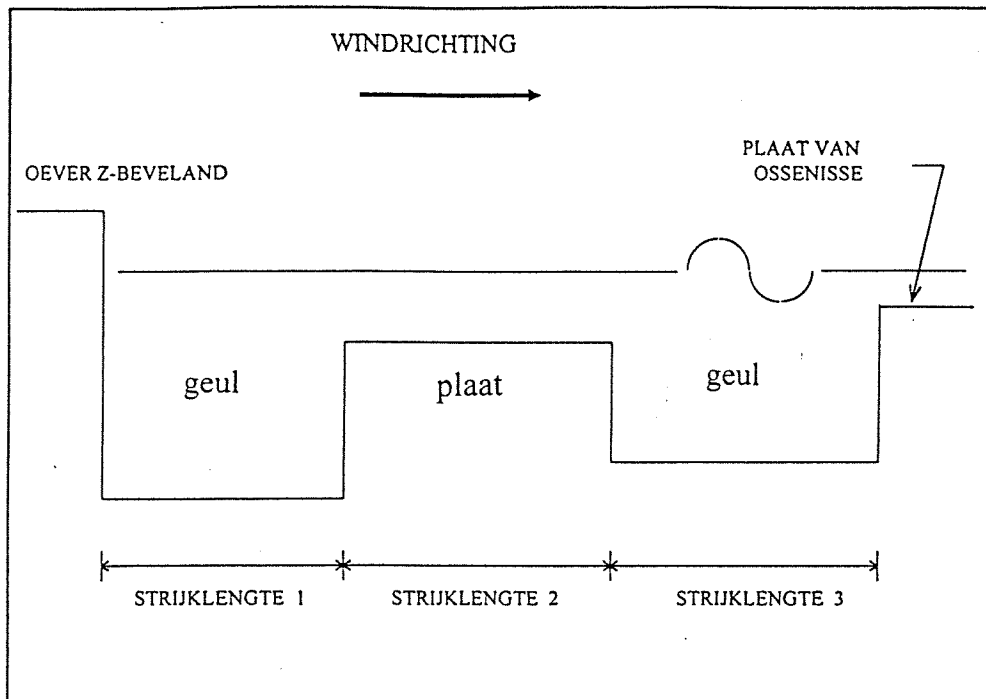 WINDRICHTING
PLAAT VAN
OSSENISSE
OEVER Z-BEVELAND
geul
plaat
geul
STRIJKLENGTE 1
STRIJKLENGTE 2
STRIJKLENGTE 3